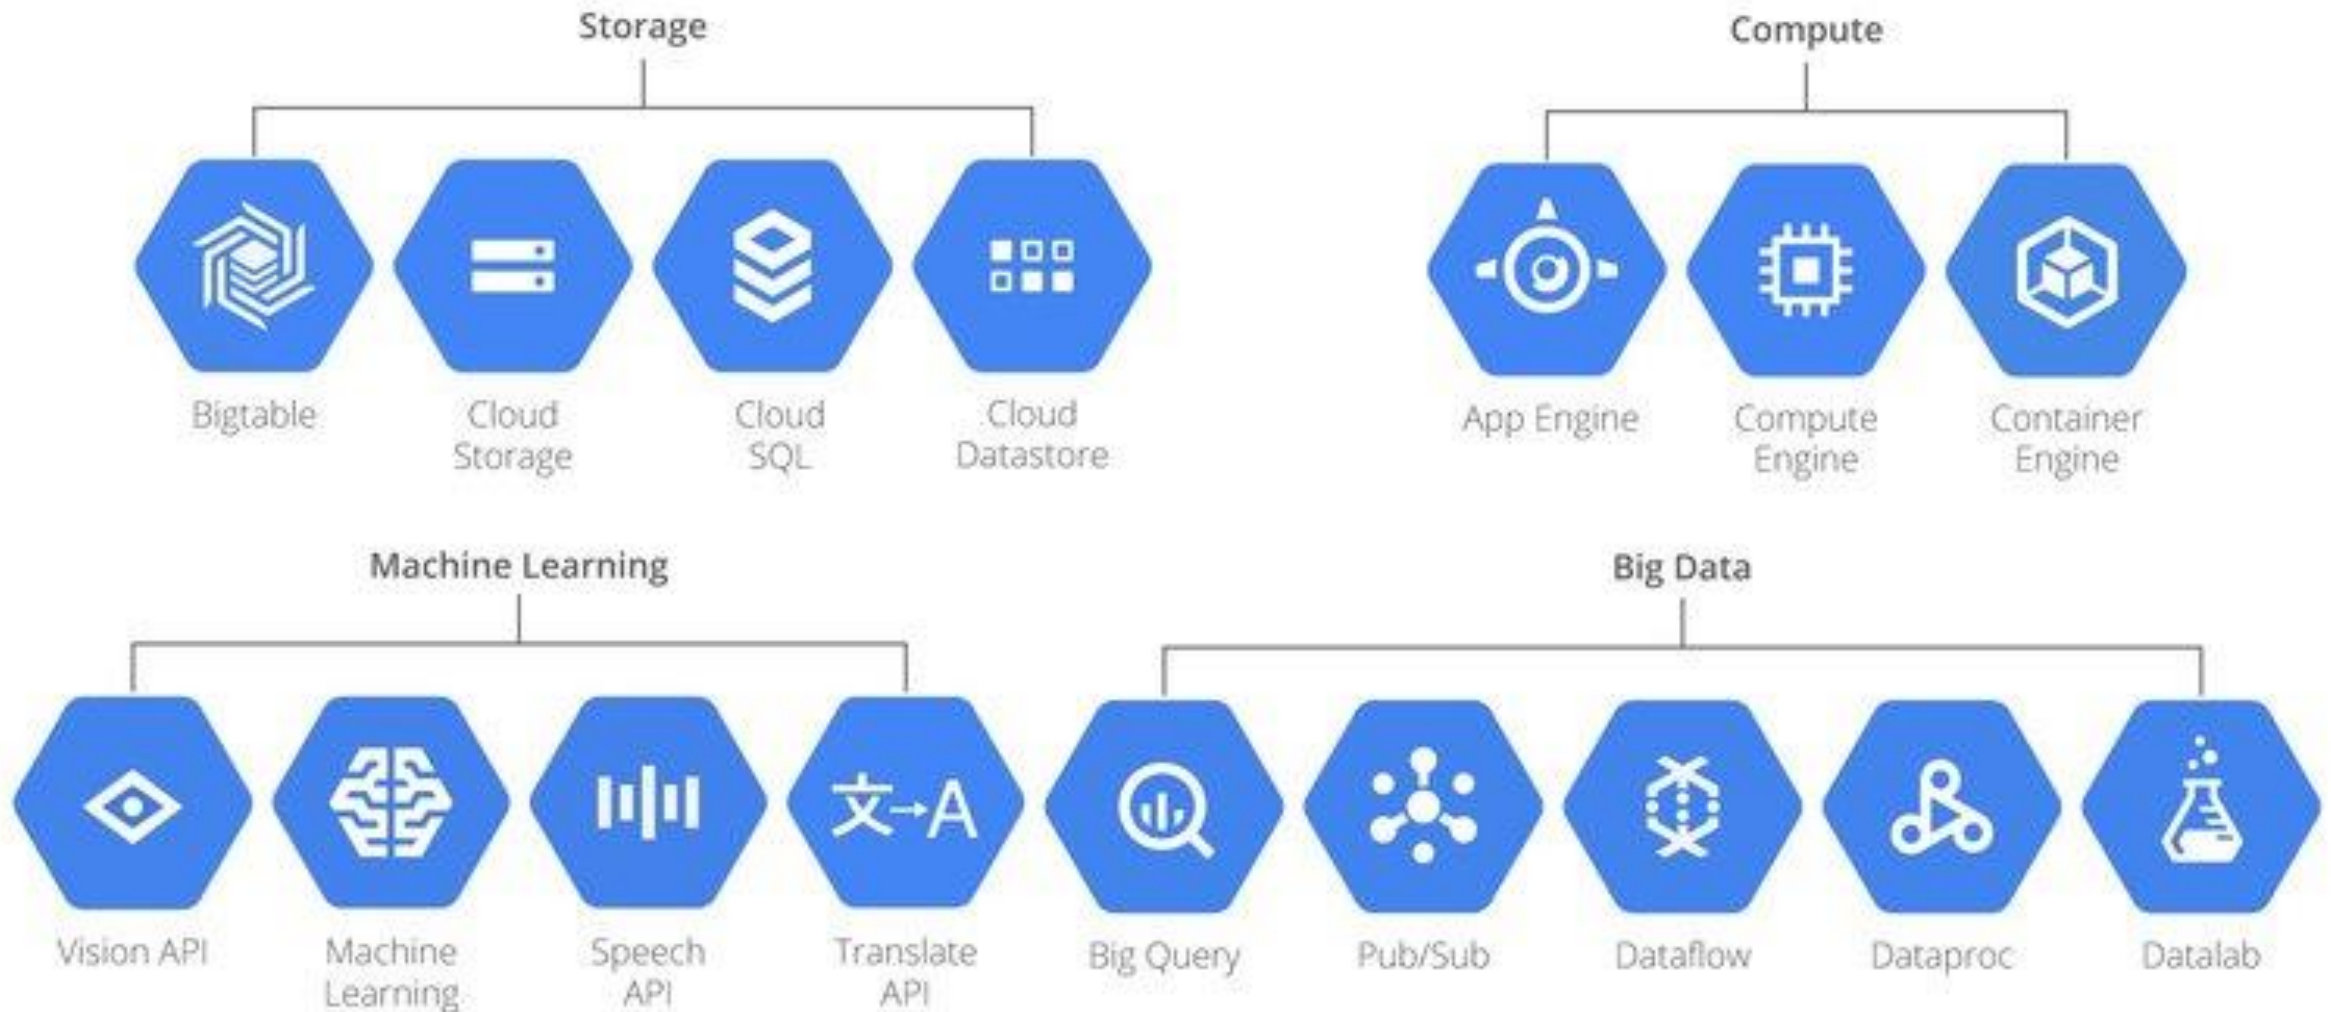 Storage
Compute
Bigtable
Cloud
Storage
Cloud
SQL
Cloud
Datastore
App Engine
Compute
Engine
Container
Engine
Machine Learning
Big Data
文→A
Vision API
Machine
Learning
Speech
API
Translate
API
Big Query
Pub/Sub
Dataflow
Dataproc
Datalab